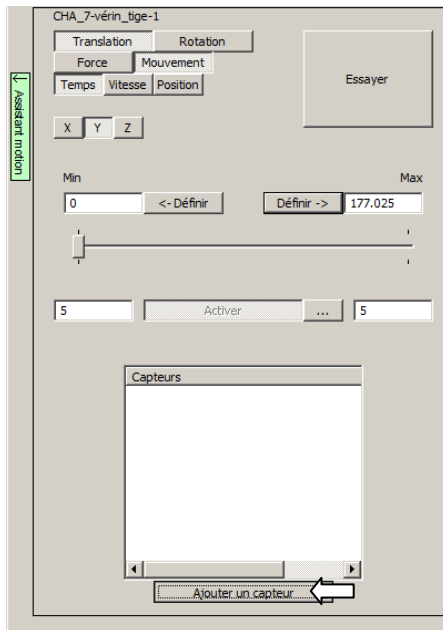 CHA_7-vérin_tige-1
Translation Rotation
Force Mouvement
Temps Vitesse Position
Essayer
↓ Assistant motion
X Y Z
Min Max
0 <- Définir Définir -> 177.025
5 Activer ... 5
Capteurs
Ajouter un capteur